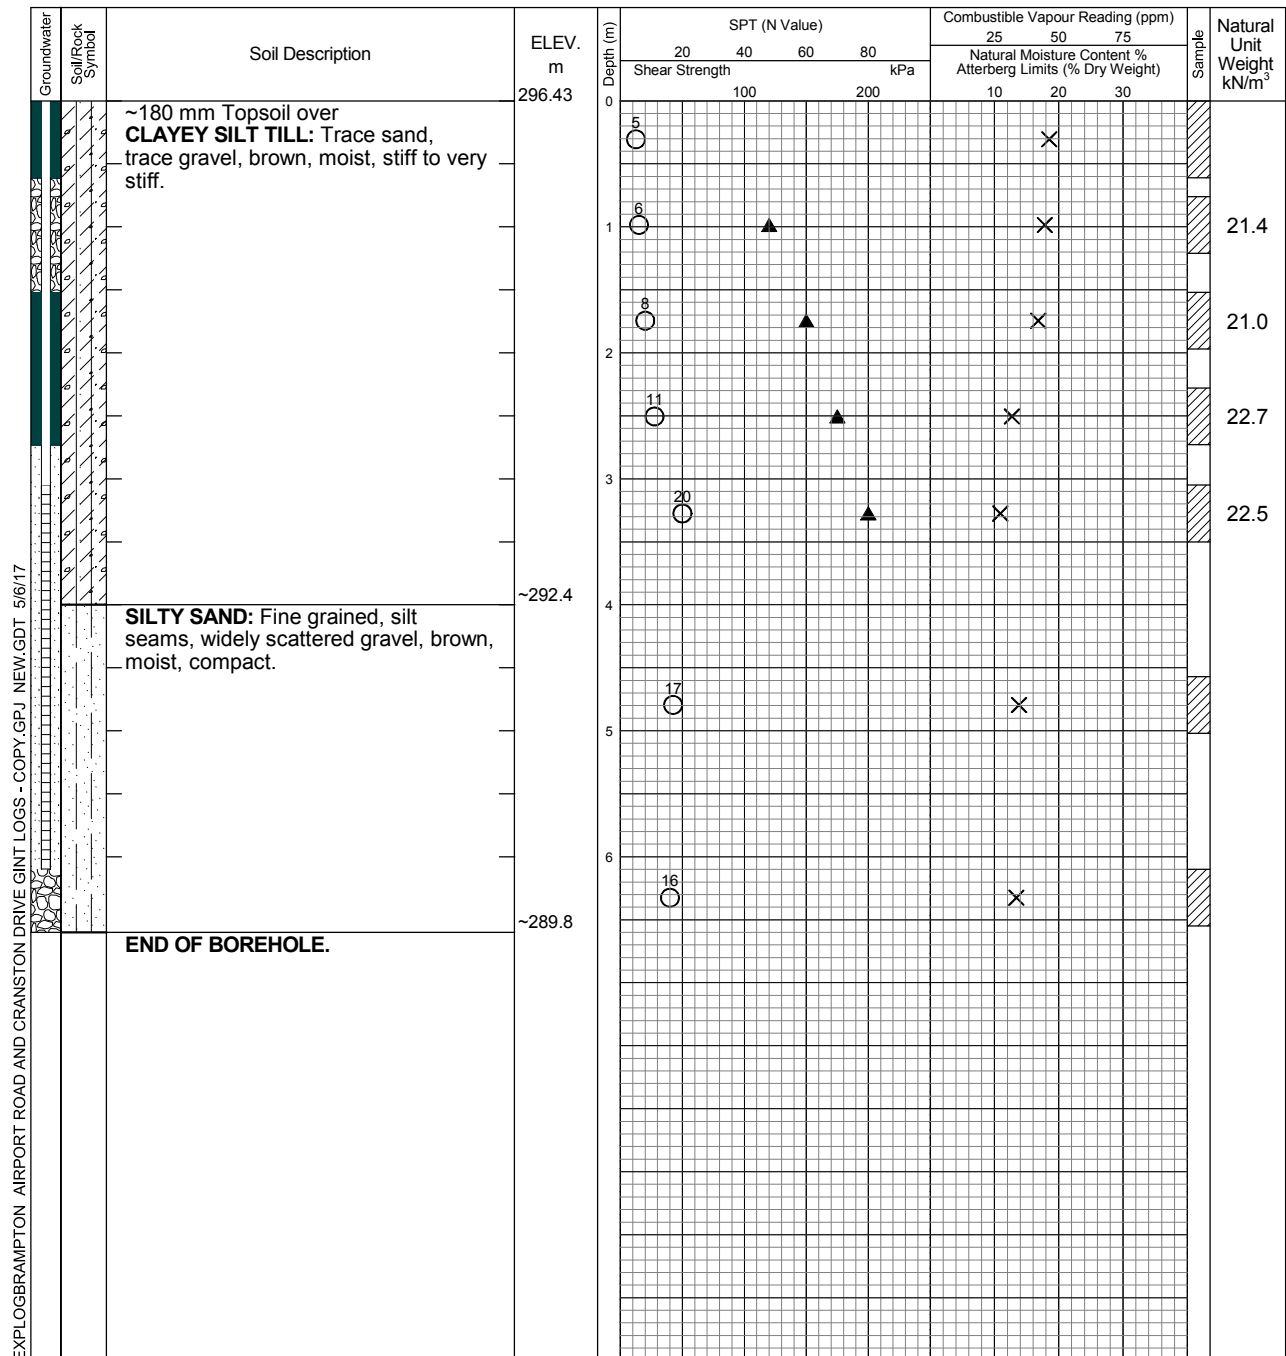 Groundwater
Soil/Rock
Symbol
Soil Description
ELEV.
m
Depth (m)
SPT (N Value)
20 40 60 80
Shear Strength kPa
100 200
Combustible Vapour Reading (ppm)
25 50 75
Natural Moisture Content %
Atterberg Limits (% Dry Weight)
10 20 30
Sample
Natural
Unit
Weight
kN/m³
296.43
0
~180 mm Topsoil over
CLAYEY SILT TILL: Trace sand,
trace gravel, brown, moist, stiff to very
stiff.
5
6
1
21.4
8
21.0
2
11
22.7
3
20
22.5
~292.4
4
SILTY SAND: Fine grained, silt
seams, widely scattered gravel, brown,
moist, compact.
17
5
6
16
~289.8
END OF BOREHOLE.
EXPLOGBRAMPTON AIRPORT ROAD AND CRANSTON DRIVE GINT LOGS - COPY.GPJ NEW.GDT 5/6/17